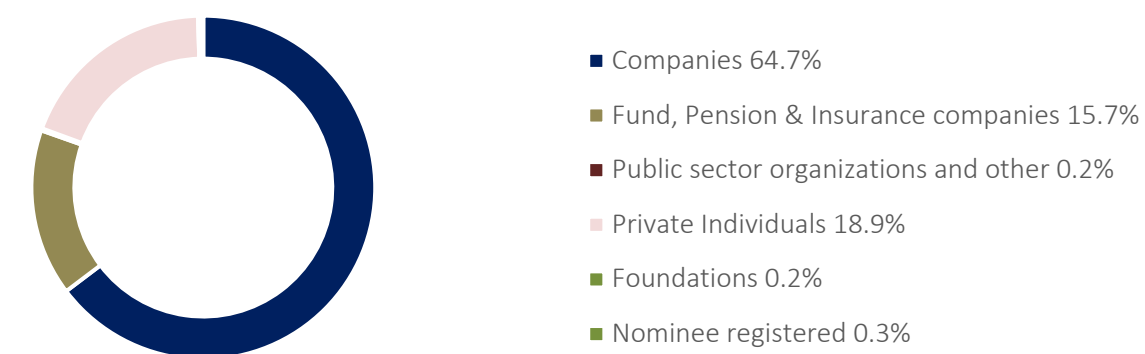 Companies 64.7%
Fund, Pension & Insurance companies 15.7%
Public sector organizations and other 0.2%
Private Individuals 18.9%
Foundations 0.2%
Nominee registered 0.3%